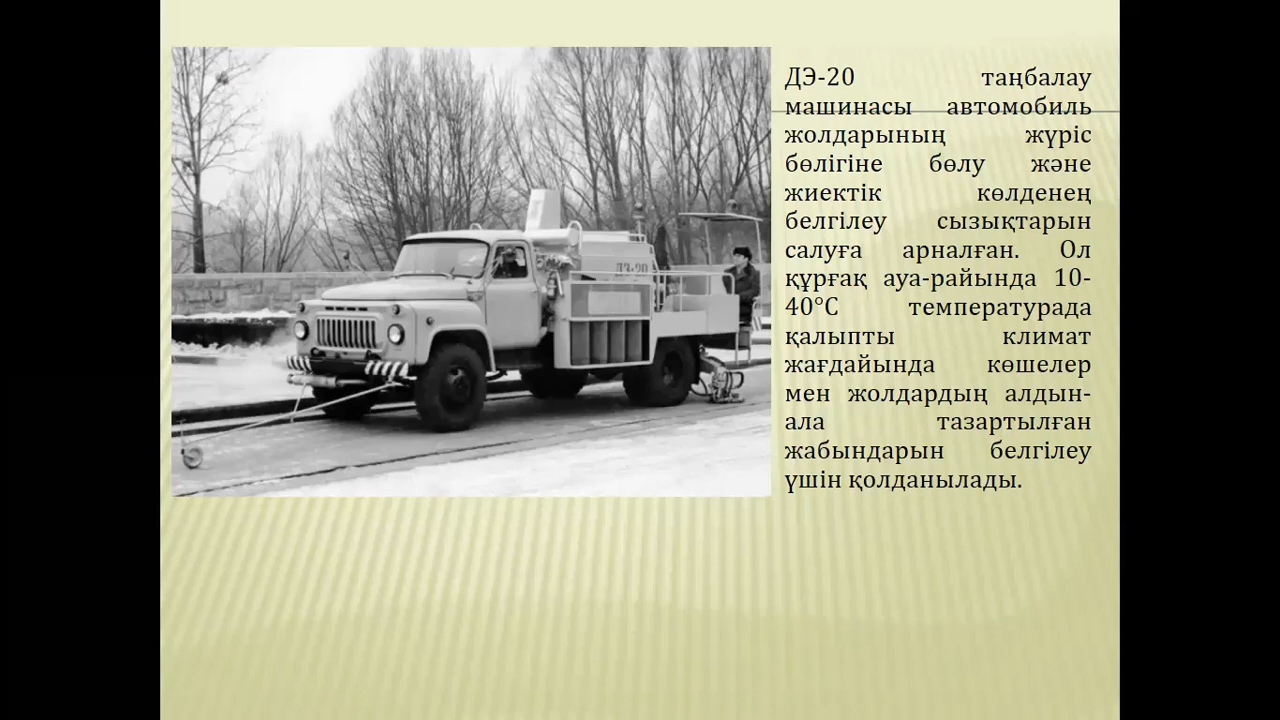 ДЭ-20 таңбалау
машинасы автомобиль
жолдарының жүріс
бөлігіне бөлу және
жиектік көлденең
белгілеу сызықтарын
салуға арналған. Ол
құрғақ ауа-райында 10-
40°С температурада
қалыпты климат
жағдайында көшелер
мен жолдардың алдын-
ала тазартылған
жабындарын белгілеу
үшін қолданылады.